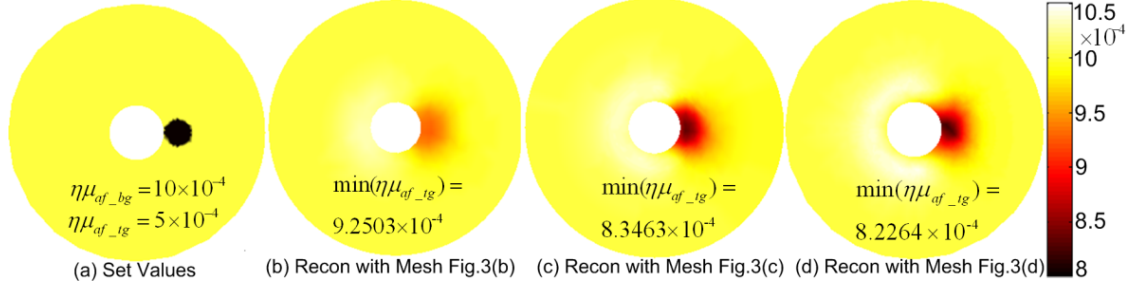 ημaf_bg = 10×10⁻⁴
ημaf_tg = 5×10⁻⁴
(a) Set Values
min(ημaf_tg) =
9.2503×10⁻⁴
(b) Recon with Mesh Fig.3(b)
min(ημaf_tg) =
8.3463×10⁻⁴
(c) Recon with Mesh Fig.3(c)
min(ημaf_tg) =
8.2264×10⁻⁴
(d) Recon with Mesh Fig.3(d)
10.5
×10⁻⁴
10
9.5
9
8.5
8